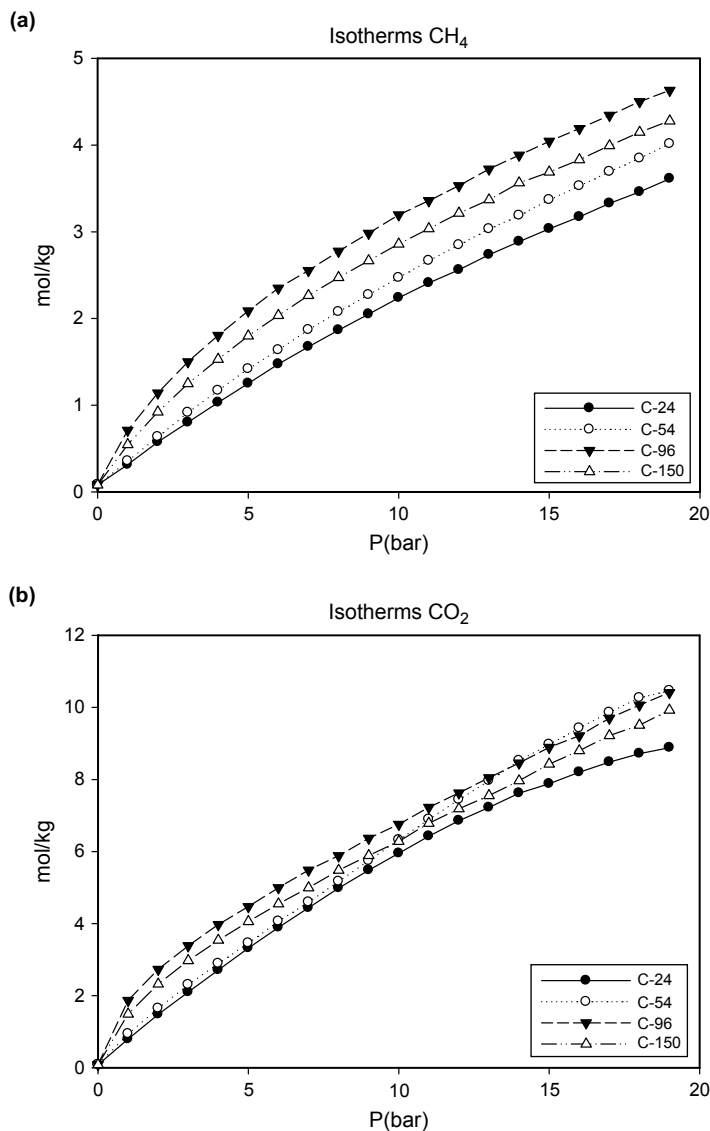 (a)
Isotherms CH₄
5
4
3
2
1
0
mol/kg
0 5 10 15 20
P(bar)
C-24
C-54
C-96
C-150
(b)
Isotherms CO₂
12
10
8
6
4
2
0
mol/kg
0 5 10 15 20
P(bar)
C-24
C-54
C-96
C-150